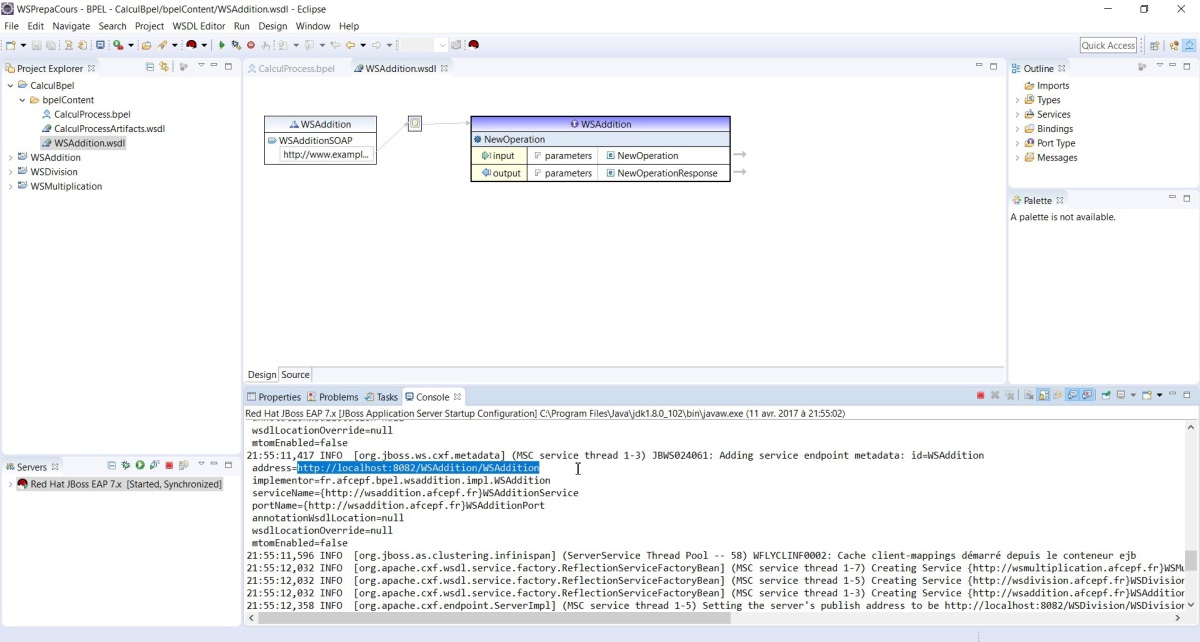 WSPrepaCours - BPEL - CalculBpel/bpelContent/WSAddition.wsdl - Eclipse
File Edit Navigate Search Project WSDL Editor Run Design Window Help
Quick Access
Project Explorer
CalculBpel
bpelContent
CalculProcess.bpel
CalculProcessArtifacts.wsdl
WSAddition.wsdl
WSAddition
WSDivision
WSMultiplication
Servers
Red Hat JBoss EAP 7.x [Started, Synchronized]
CalculProcess.bpel WSAddition.wsdl
WSAddition
WSAdditionSOAP
http://www.exampl...
WSAddition
NewOperation
input parameters NewOperation
output parameters NewOperationResponse
Design Source
Outline
Imports
Types
Services
Bindings
Port Type
Messages
Palette
A palette is not available.
Properties Problems Tasks Console
Red Hat JBoss EAP 7.x [JBoss Application Server Startup Configuration] C:\Program Files\Java\jdk1.8.0_102\bin\javaw.exe (11 avr. 2017 à 21:55:02)
wsdlLocationOverride=null
mtomEnabled=false
21:55:11,417 INFO [org.jboss.ws.cxf.metadata] (MSC service thread 1-3) JBWS024061: Adding service endpoint metadata: id=WSAddition
address=http://localhost:8082/WSAddition/WSAddition
implementor=fr.afcepf.bpel.wsaddition.impl.WSAddition
serviceName={http://wsaddition.afcepf.fr}WSAdditionService
portName={http://wsaddition.afcepf.fr}WSAdditionPort
annotationWsdlLocation=null
wsdlLocationOverride=null
mtomEnabled=false
21:55:11,596 INFO [org.jboss.as.clustering.infinispan] (ServerService Thread Pool -- 58) WFLYCLINF0002: Cache client-mappings démarré depuis le conteneur ejb
21:55:12,032 INFO [org.apache.cxf.wsdl.service.factory.ReflectionServiceFactoryBean] (MSC service thread 1-7) Creating Service {http://wsmultiplication.afcepf.fr}WSMu
21:55:12,032 INFO [org.apache.cxf.wsdl.service.factory.ReflectionServiceFactoryBean] (MSC service thread 1-5) Creating Service {http://wsdivision.afcepf.fr}WSDivision
21:55:12,032 INFO [org.apache.cxf.wsdl.service.factory.ReflectionServiceFactoryBean] (MSC service thread 1-3) Creating Service {http://wsaddition.afcepf.fr}WSAddition
21:55:12,358 INFO [org.apache.cxf.endpoint.ServerImpl] (MSC service thread 1-5) Setting the server's publish address to be http://localhost:8082/WSDivision/WSDivision